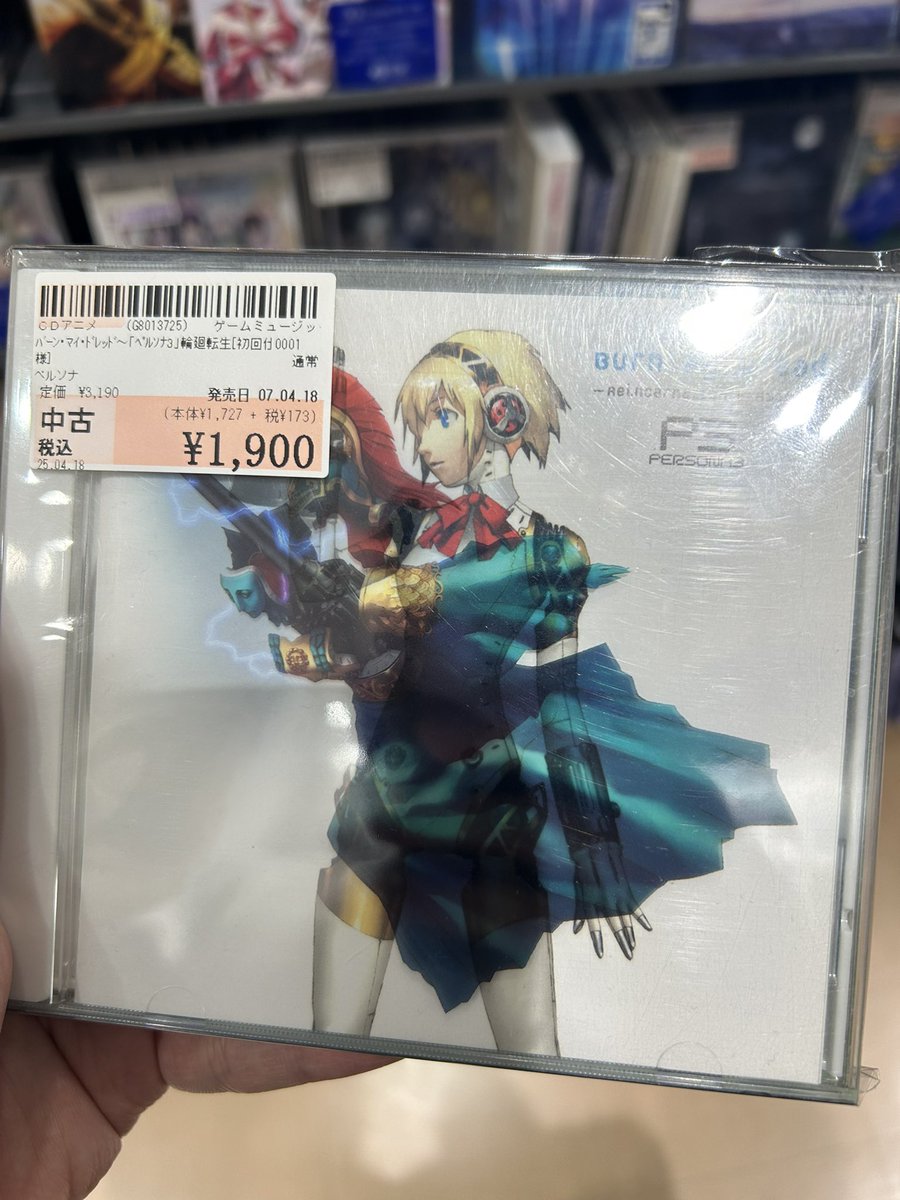 CDアニメ　(G8013725)　ゲームミュージッ
バーン・マイ・ドレッド～「ペルソナ3」輪廻転生[初回付0001
様]　通常
ペルソナ
定価 ¥3,190　発売日 07.04.18
中古　(本体¥1,727 + 税¥173)
税込　¥1,900
25.04.18
Burn
P3
PERSONA3